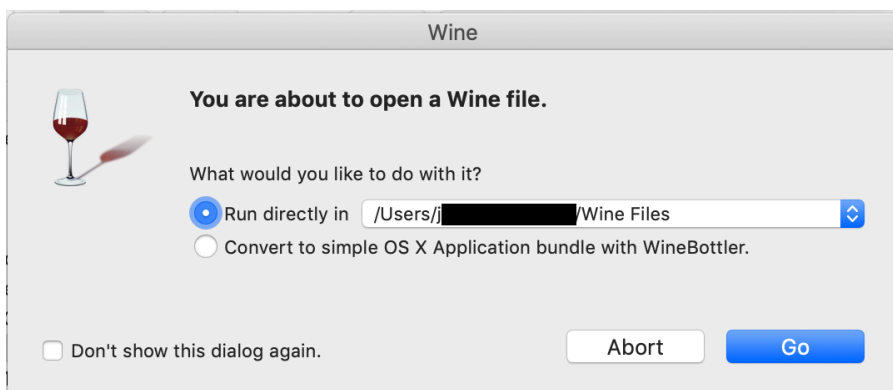 Wine
You are about to open a Wine file.
What would you like to do with it?
Run directly in /Users/j /Wine Files
Convert to simple OS X Application bundle with WineBottler.
Don't show this dialog again. Abort Go